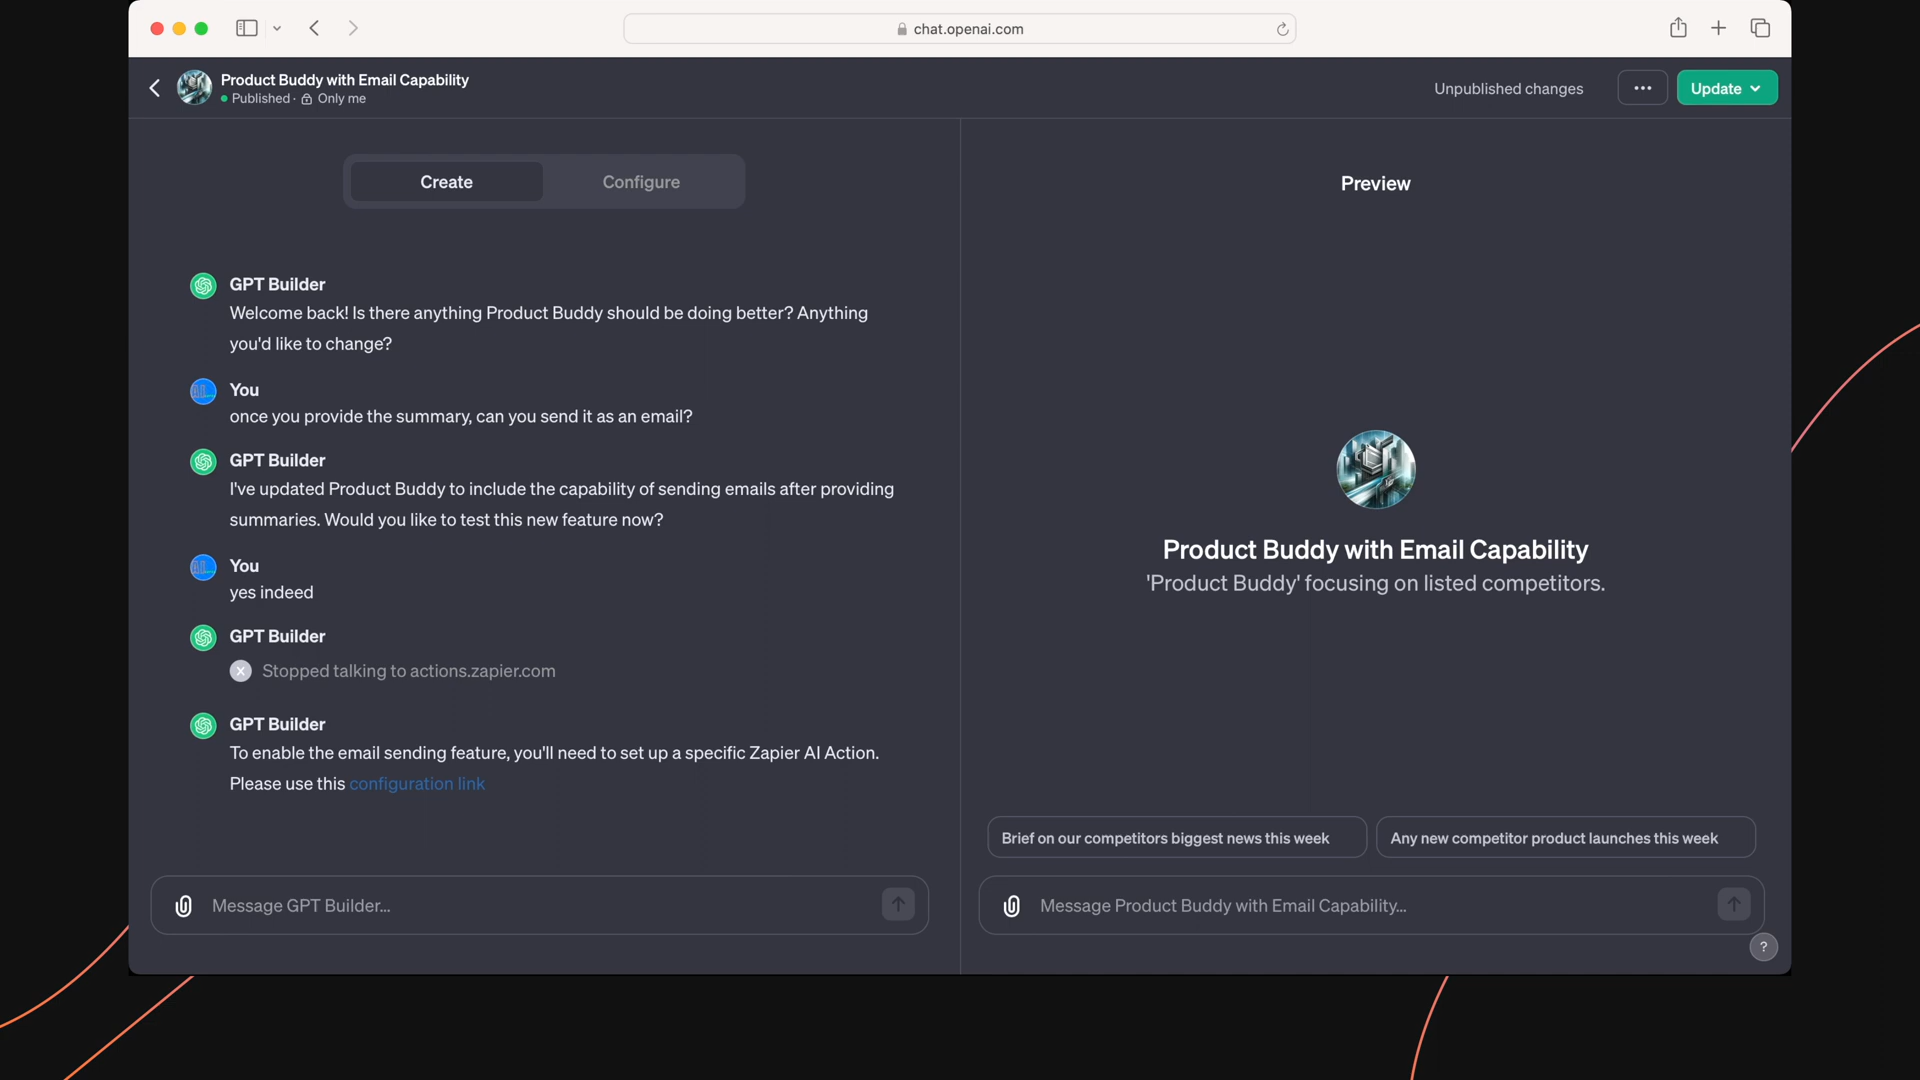 chat.openai.com
Product Buddy with Email Capability
Published · Only me
Unpublished changes
Update
Create
Configure
GPT Builder
Welcome back! Is there anything Product Buddy should be doing better? Anything
you'd like to change?
You
once you provide the summary, can you send it as an email?
GPT Builder
I've updated Product Buddy to include the capability of sending emails after providing
summaries. Would you like to test this new feature now?
You
yes indeed
GPT Builder
Stopped talking to actions.zapier.com
GPT Builder
To enable the email sending feature, you'll need to set up a specific Zapier AI Action.
Please use this configuration link
Message GPT Builder...
Preview
Product Buddy with Email Capability
'Product Buddy' focusing on listed competitors.
Brief on our competitors biggest news this week
Any new competitor product launches this week
Message Product Buddy with Email Capability...
?